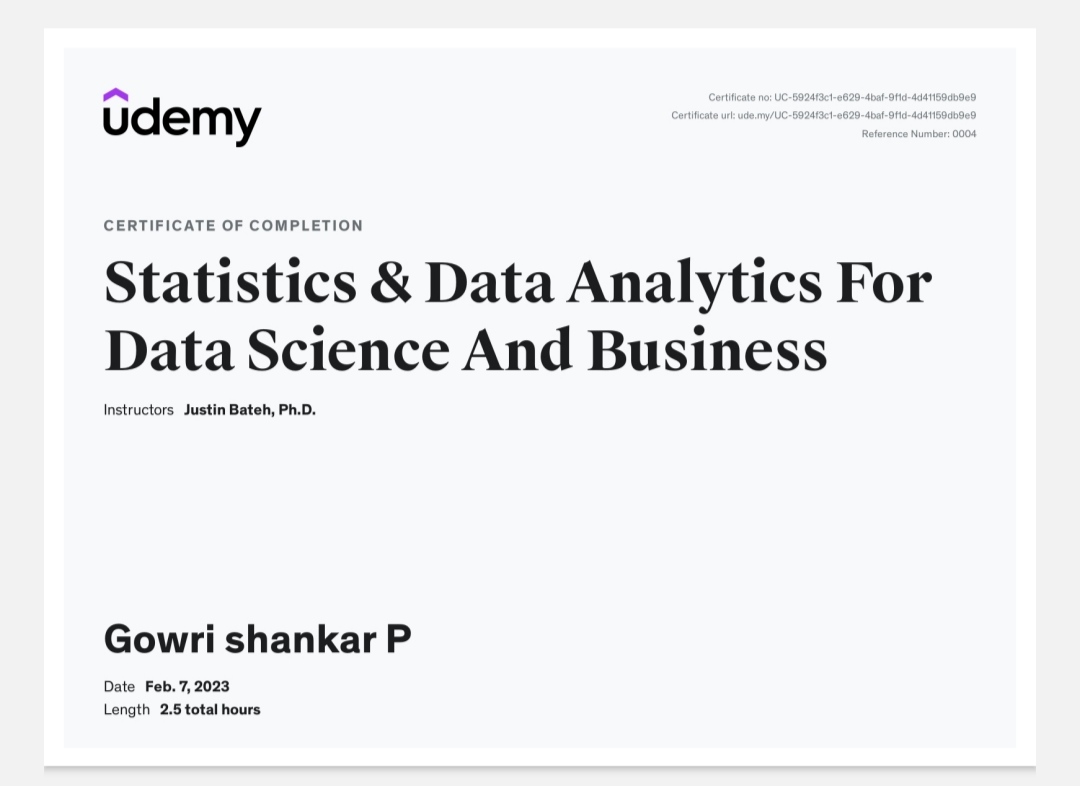 udemy
Certificate no: UC-5924f3c1-e629-4baf-9f1d-4d41159db9e9
Certificate url: ude.my/UC-5924f3c1-e629-4baf-9f1d-4d41159db9e9
Reference Number: 0004
CERTIFICATE OF COMPLETION
Statistics & Data Analytics For
Data Science And Business
Instructors Justin Bateh, Ph.D.
Gowri shankar P
Date Feb. 7, 2023
Length 2.5 total hours